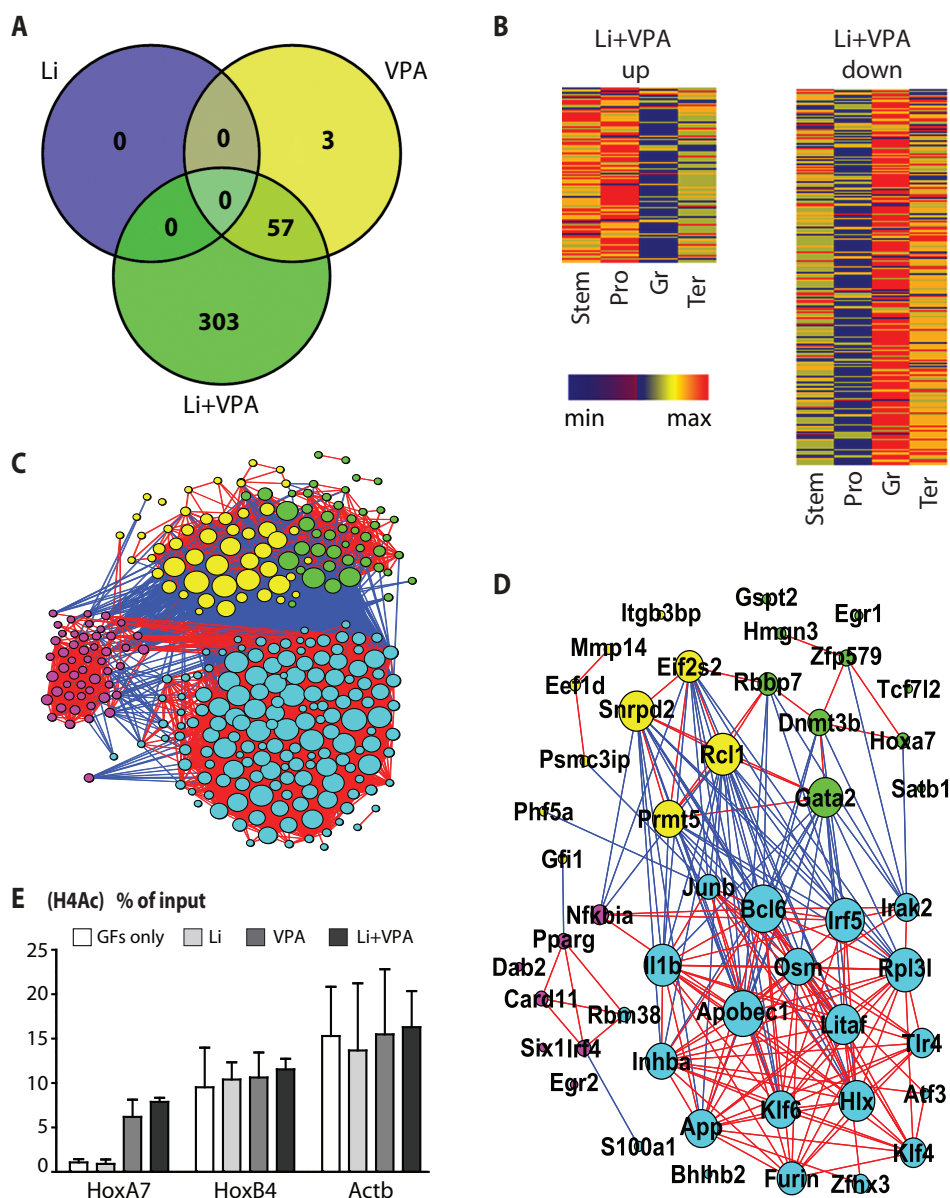 A
Li
VPA
0
0
3
0
0
57
303
Li+VPA
B
Li+VPA
up
Li+VPA
down
Stem
Pro
Gr
Ter
min
max
Stem
Pro
Gr
Ter
C
D
Gspt2
Itgb3bp
Egr1
Hmgn3
Mmp14
Eif2s2
Zfp579
Eef1d
Rbbp7
Tcf7l2
Snrpd2
Dnmt3b
Hoxa7
Psmc3ip
Rcl1
Gata2
Satb1
Phf5a
Prmt5
Gfi1
Junb
Nfkbia
Bcl6
Irf5
Irak2
Pparg
Dab2
Il1b
Osm
Rpl3l
Card11
Rbm38
Apobec1
Litaf
Six1
Irf4
Inhba
Tlr4
Egr2
Klf6
Hlx
Atf3
App
S100a1
Klf4
Bhlhb2
Furin
Zfhx3
E (H4Ac) % of input
GFs only Li VPA Li+VPA
25
20
15
10
5
0
HoxA7 HoxB4 Actb